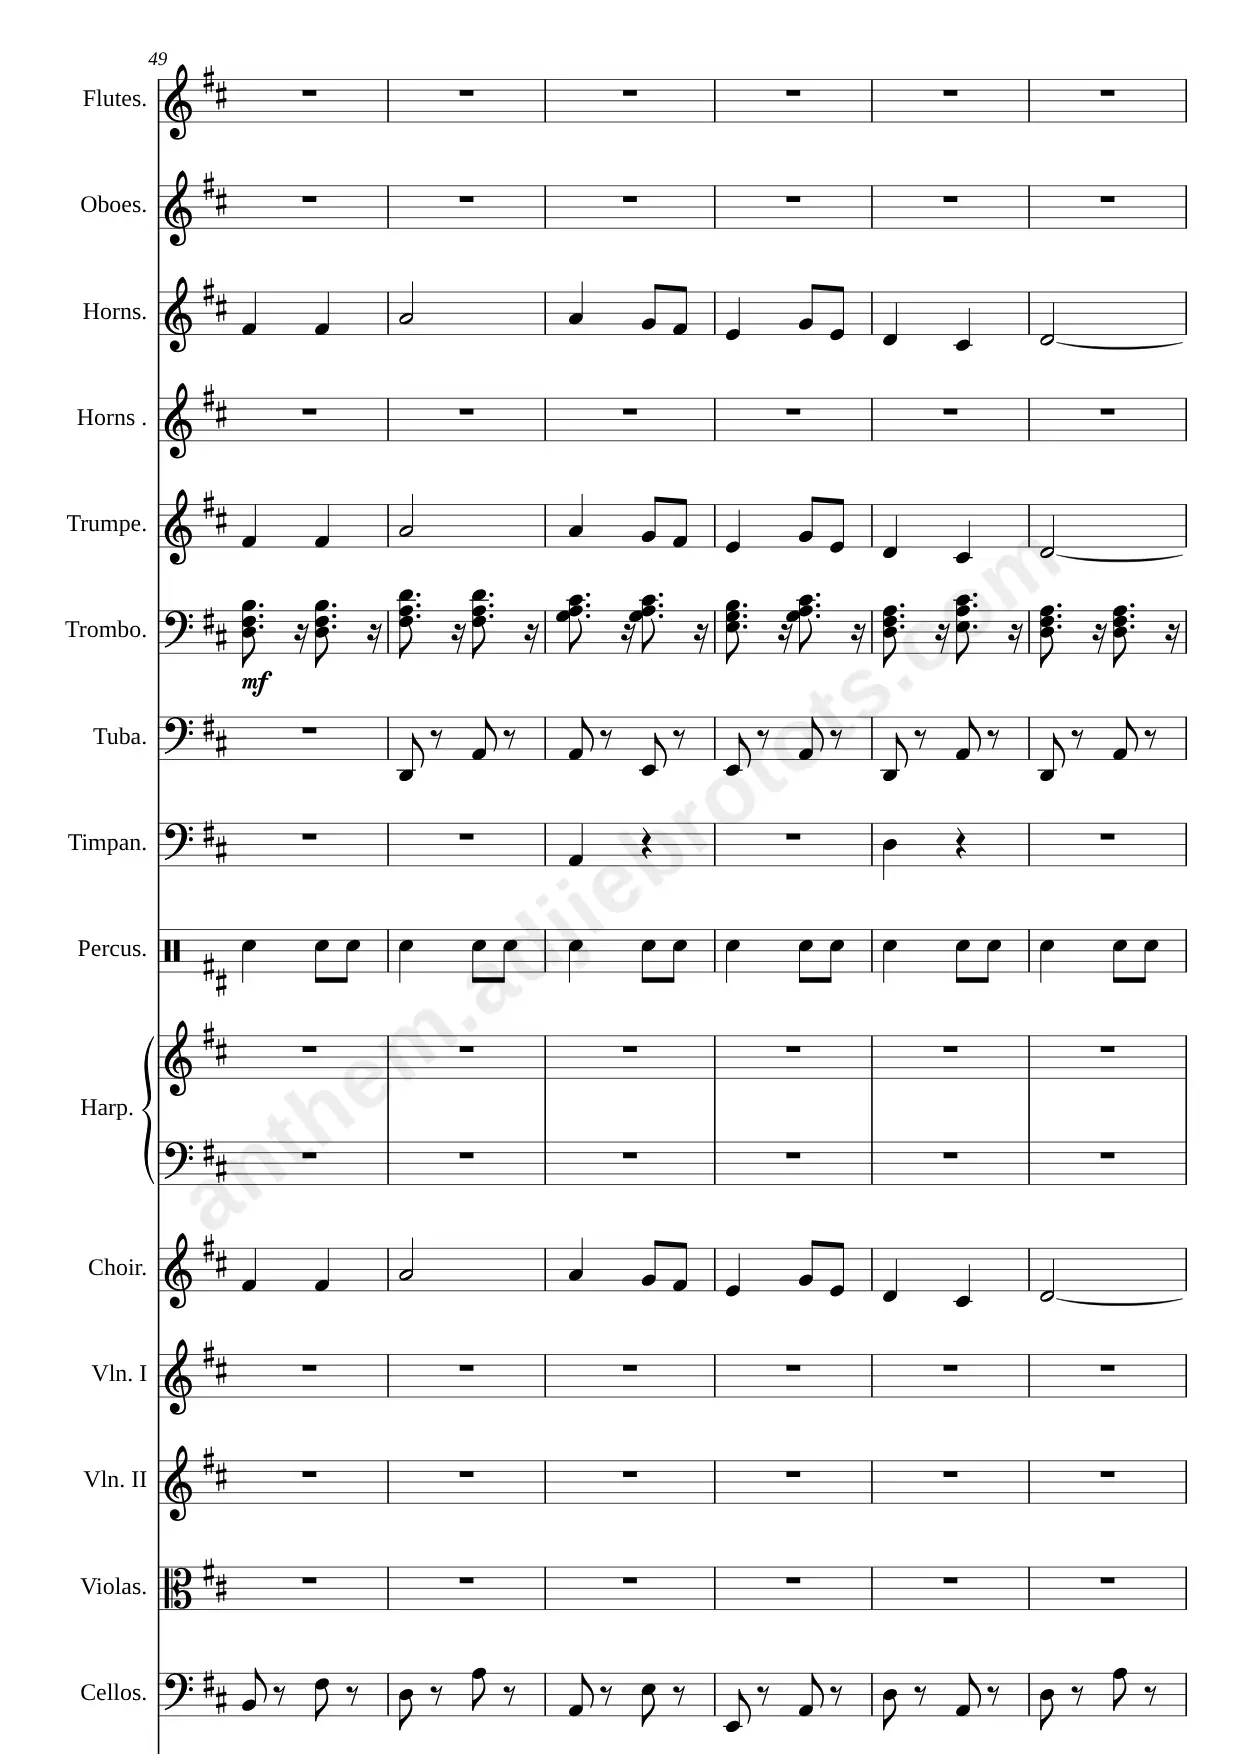 49
Flutes.
Oboes.
Horns.
Horns .
Trumpe.
Trombo.
mf
Tuba.
Timpan.
Percus.
Harp.
Choir.
Vln. I
Vln. II
Violas.
Cellos.
anthem.adjiebrotots.com